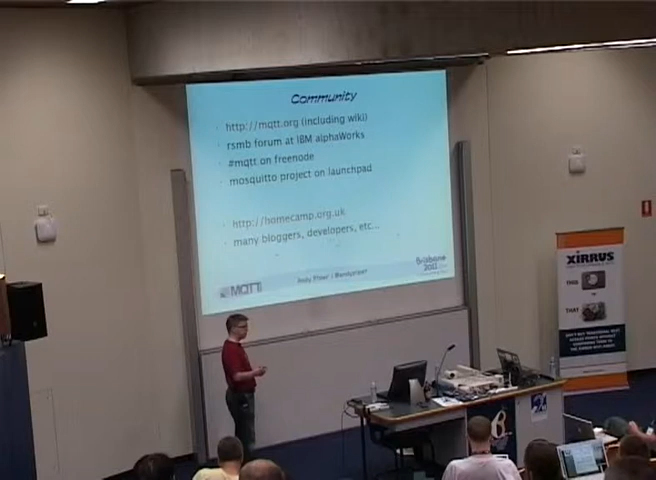 Community
http://mqtt.org (including wiki)
rsmb forum at IBM alphaWorks
#mqtt on freenode
mosquitto project on launchpad
http://homecamp.org.uk
many bloggers, developers, etc...
MQTT
Andy Piper | @andypiper
Brisbane
2011
XIRRUS
THIS
THAT